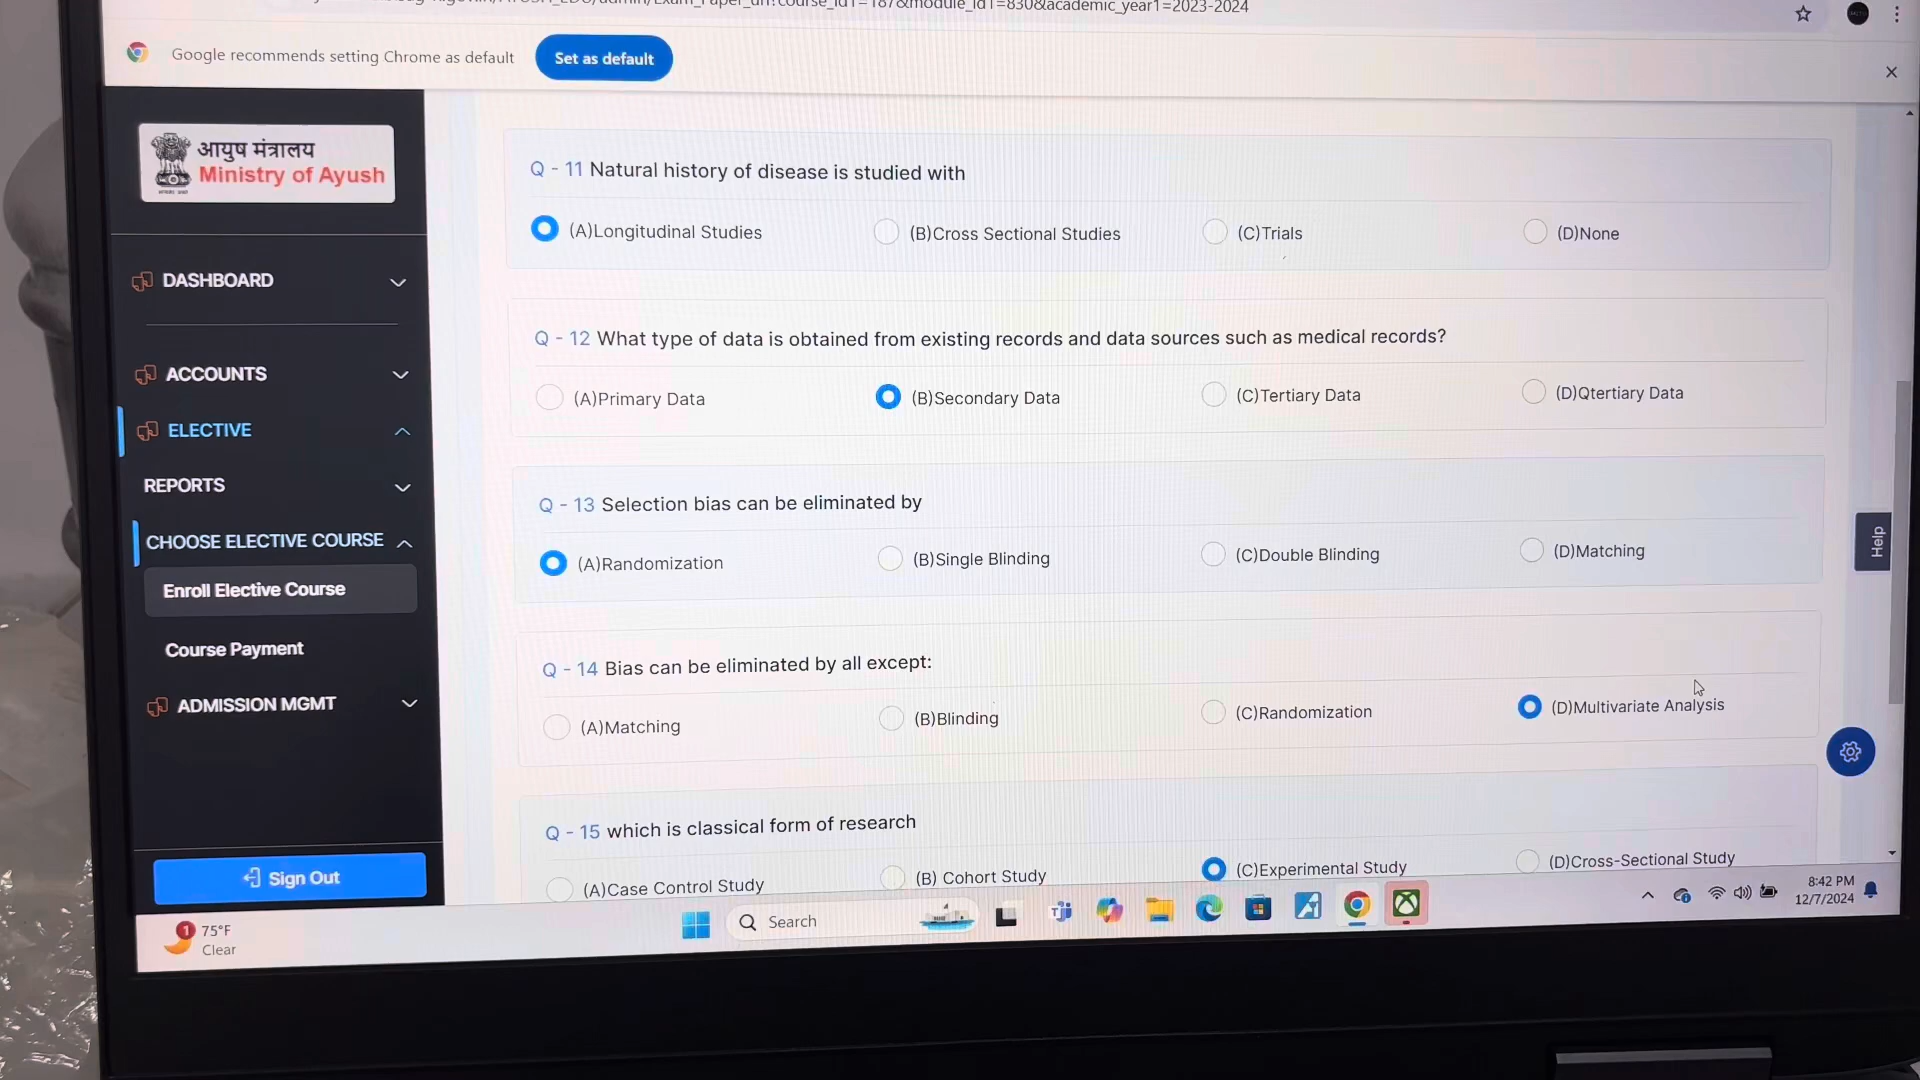 module_id1=830&academic_year1=2023-2024
Google recommends setting Chrome as default
Set as default
आयुष मंत्रालय
Ministry of Ayush
DASHBOARD
ACCOUNTS
ELECTIVE
REPORTS
CHOOSE ELECTIVE COURSE
Enroll Elective Course
Course Payment
ADMISSION MGMT
Sign Out
Q - 11 Natural history of disease is studied with
(A)Longitudinal Studies (B)Cross Sectional Studies (C)Trials (D)None
Q - 12 What type of data is obtained from existing records and data sources such as medical records?
(A)Primary Data (B)Secondary Data (C)Tertiary Data (D)Qtertiary Data
Q - 13 Selection bias can be eliminated by
(A)Randomization (B)Single Blinding (C)Double Blinding (D)Matching
Q - 14 Bias can be eliminated by all except:
(A)Matching (B)Blinding (C)Randomization (D)Multivariate Analysis
Q - 15 which is classical form of research
(A)Case Control Study (B) Cohort Study (C)Experimental Study (D)Cross-Sectional Study
Help
1 75°F
Clear
Search
8:42 PM
12/7/2024